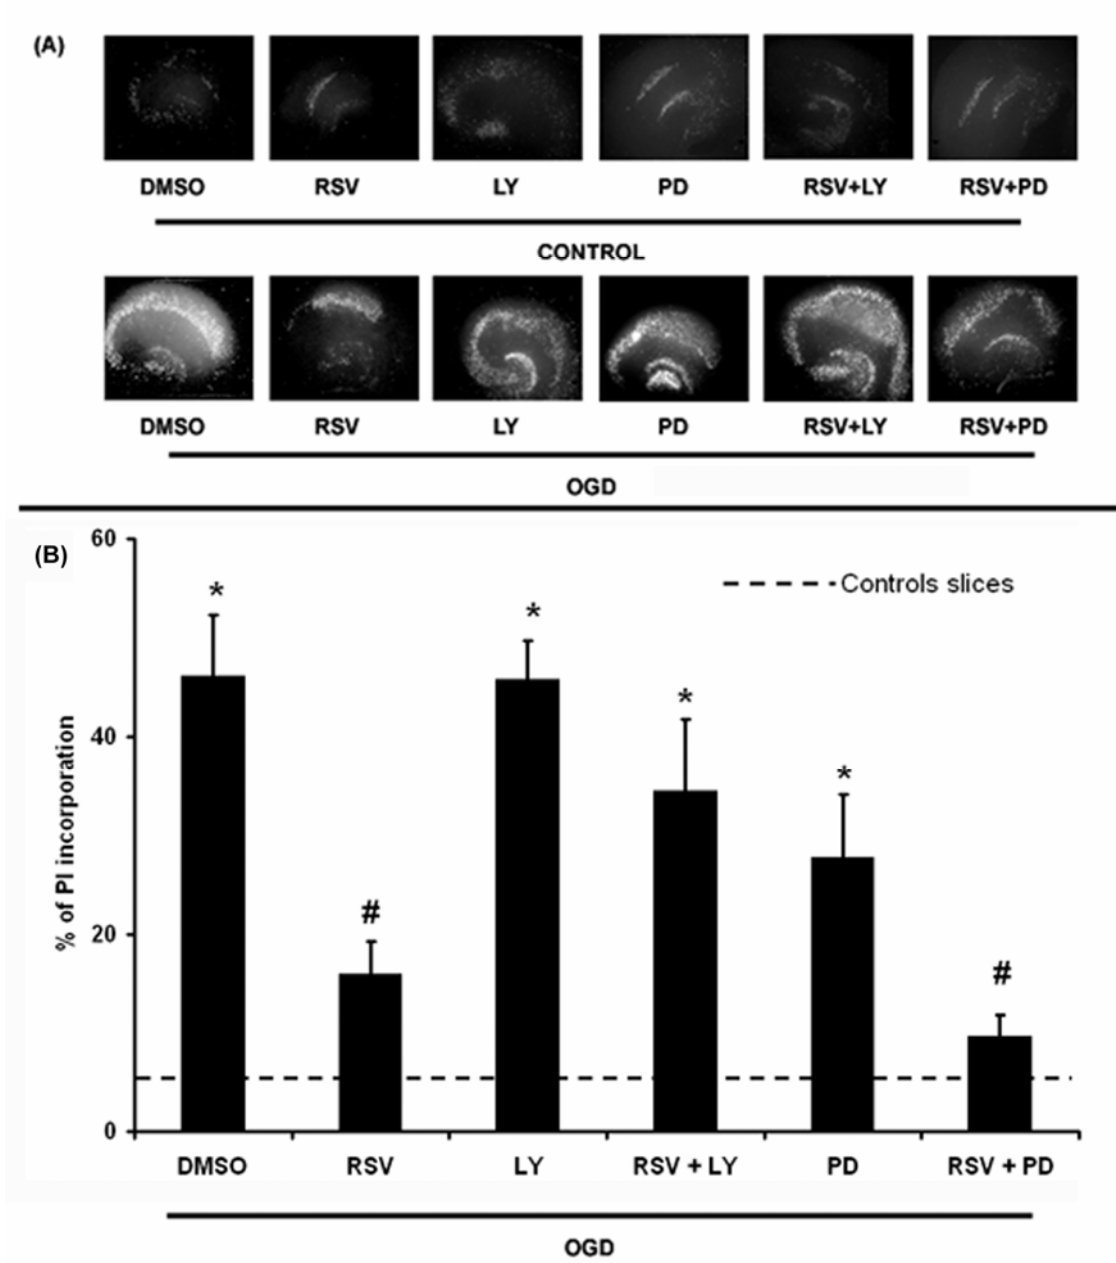 (A)
DMSO RSV LY PD RSV+LY RSV+PD
CONTROL
DMSO RSV LY PD RSV+LY RSV+PD
OGD
(B)
60
Controls slices
* * * *
# #
40
20
0
% of PI incorporation
DMSO RSV LY RSV + LY PD RSV + PD
OGD